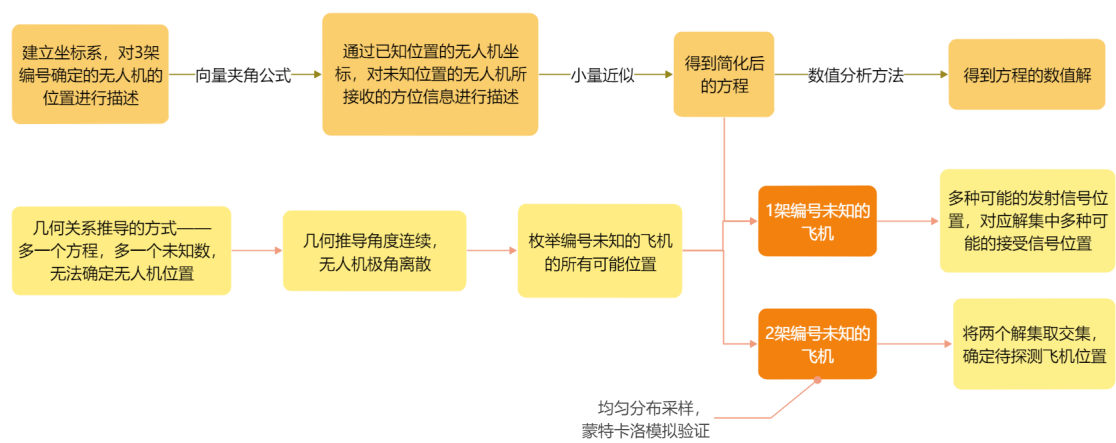 建立坐标系，对3架
编号确定的无人机的
位置进行描述
向量夹角公式
通过已知位置的无人机坐
标，对未知位置的无人机所
接收的方位信息进行描述
小量近似
得到简化后
的方程
数值分析方法
得到方程的数值解
几何关系推导的方式——
多一个方程，多一个未知数，
无法确定无人机位置
几何推导角度连续，
无人机极角离散
枚举编号未知的飞机
的所有可能位置
1架编号未知的
飞机
多种可能的发射信号位
置，对应解集中多种可
能的接受信号位置
2架编号未知的
飞机
将两个解集取交集，
确定待探测飞机位置
均匀分布采样，
蒙特卡洛模拟验证